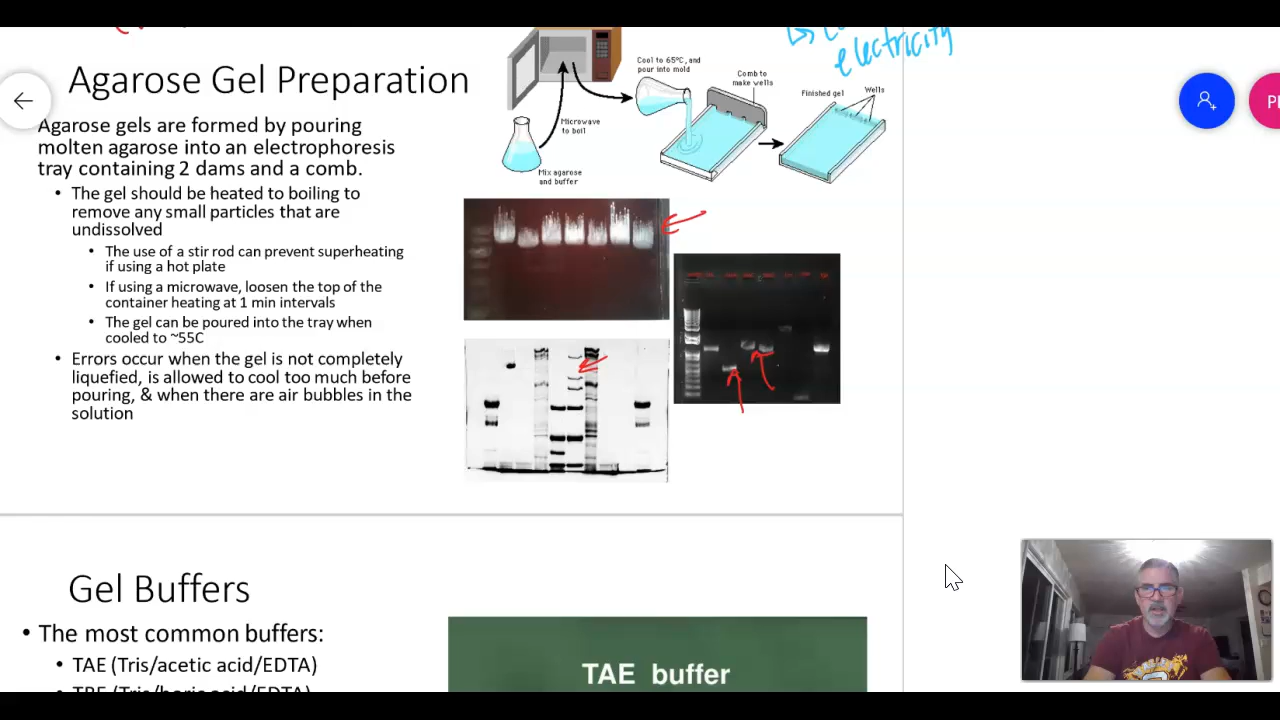 electricity
Agarose Gel Preparation
Agarose gels are formed by pouring
molten agarose into an electrophoresis
tray containing 2 dams and a comb.
• The gel should be heated to boiling to
remove any small particles that are
undissolved
• The use of a stir rod can prevent superheating
if using a hot plate
• If using a microwave, loosen the top of the
container heating at 1 min intervals
• The gel can be poured into the tray when
cooled to ~55C
• Errors occur when the gel is not completely
liquefied, is allowed to cool too much before
pouring, & when there are air bubbles in the
solution
Cool to 65°C, and
pour into mold
Comb to
make wells
Finished gel
Wells
Microwave
to boil
Mix agarose
and buffer
Gel Buffers
• The most common buffers:
• TAE (Tris/acetic acid/EDTA)
• TBE (Tris/boric acid/EDTA)
TAE buffer